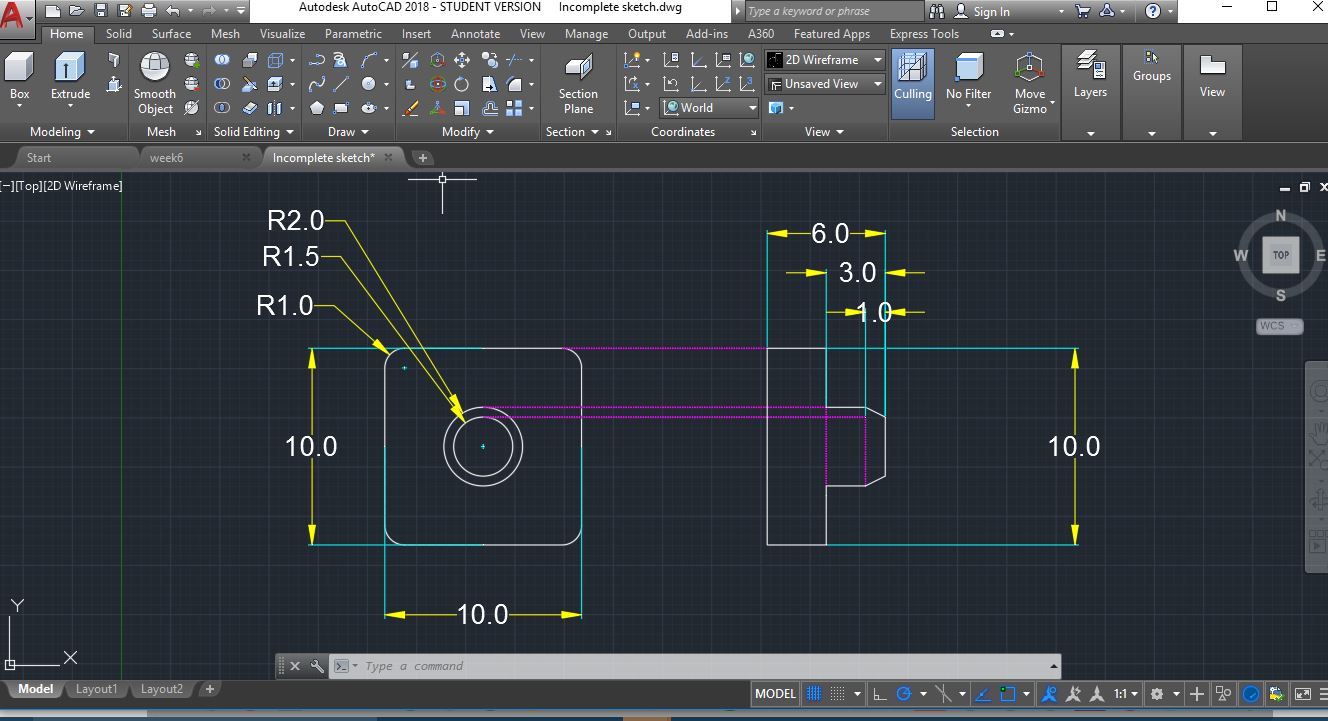 Autodesk AutoCAD 2018 - STUDENT VERSION Incomplete sketch.dwg
Type a keyword or phrase
Sign In
Home Solid Surface Mesh Visualize Parametric Insert Annotate View Manage Output Add-ins A360 Featured Apps Express Tools
Box
Extrude
Smooth
Object
Section
Plane
World
2D Wireframe
Unsaved View
Culling
No Filter
Move
Gizmo
Layers
Groups
View
Modeling Mesh Solid Editing Draw Modify Section Coordinates View Selection
Start week6 Incomplete sketch*
[−][Top][2D Wireframe]
N
W TOP E
S
WCS
R2.0
R1.5
R1.0
6.0
3.0
1.0
10.0
10.0
10.0
Y
X
Type a command
Model Layout1 Layout2
MODEL 1:1